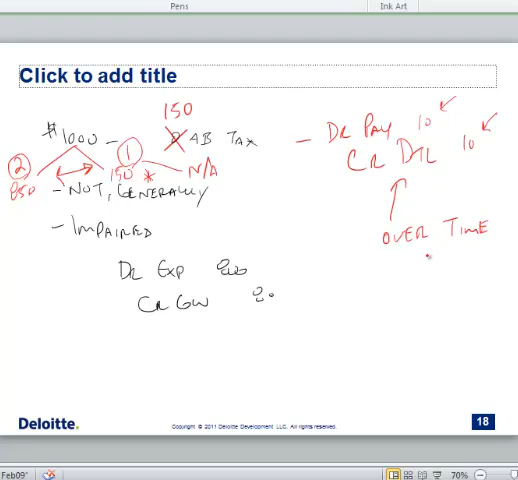 Pens
Ink Art
Click to add title
150
$1000 - AB TAX
- DR PAY 10
CR DTL 10
2
1
850
150 *
N/A
- NOT, GENERALLY
OVER TIME
- IMPAIRED
DR EXP
CR GW
Deloitte.
Copyright © 2011 Deloitte Development LLC. All rights reserved.
18
Feb09'
70%